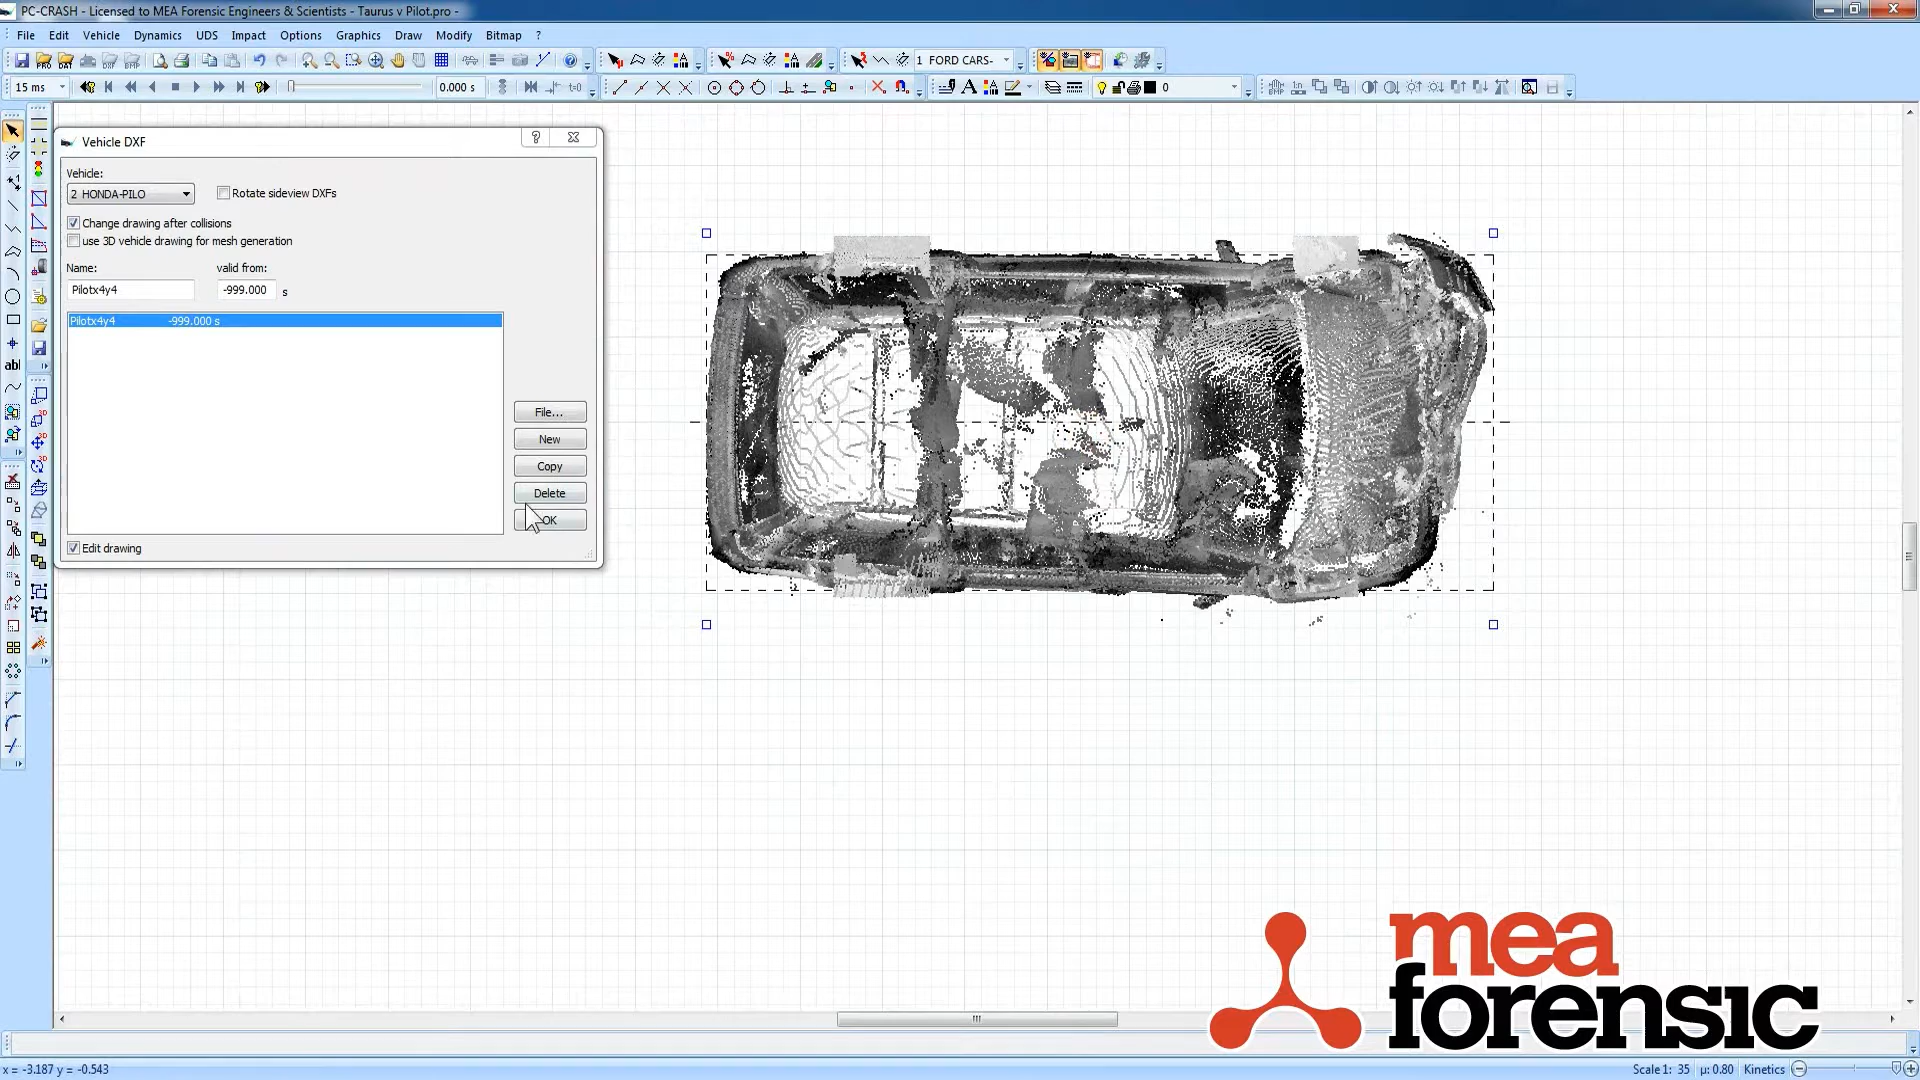 PC-CRASH - Licensed to MEA Forensic Engineers & Scientists - Taurus v Pilot.pro -
File Edit Vehicle Dynamics UDS Impact Options Graphics Draw Modify Bitmap ?
1 FORD CARS-
15 ms 0.000 s 0
Vehicle DXF
Vehicle:
2 HONDA-PILO Rotate sideview DXFs
Change drawing after collisions
use 3D vehicle drawing for mesh generation
Name: valid from:
Pilotx4y4 -999.000 s
Pilotx4y4 -999.000 s
File...
New
Copy
Delete
OK
Edit drawing
mea
forensic
x = -3.187 y = -0.543 Scale 1: 35 µ: 0.80 Kinetics